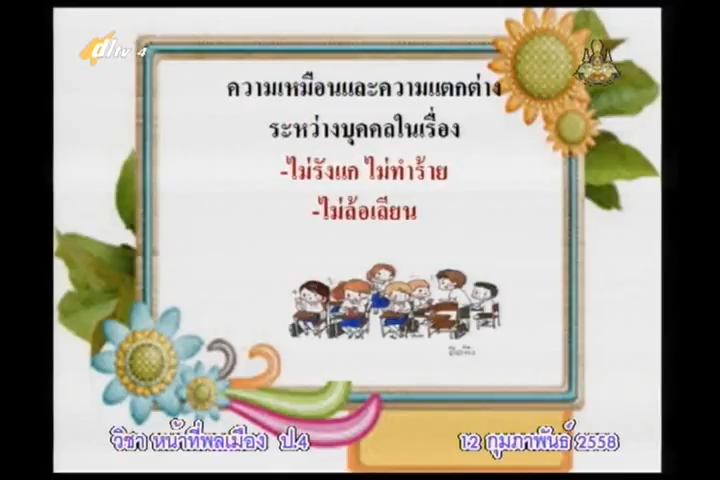 dltv 4
ความเหมือนและความแตกต่าง
ระหว่างบุคคลในเรื่อง
-ไม่รังแก ไม่ทำร้าย
-ไม่ล้อเลียน
วิชา หน้าที่พลเมือง ป.4
12 กุมภาพันธ์ 2558